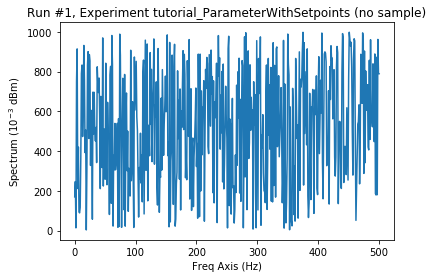 Run #1, Experiment tutorial_ParameterWithSetpoints (no sample)
1000
800
600
400
200
0
Spectrum (10⁻³ dBm)
0 100 200 300 400 500
Freq Axis (Hz)